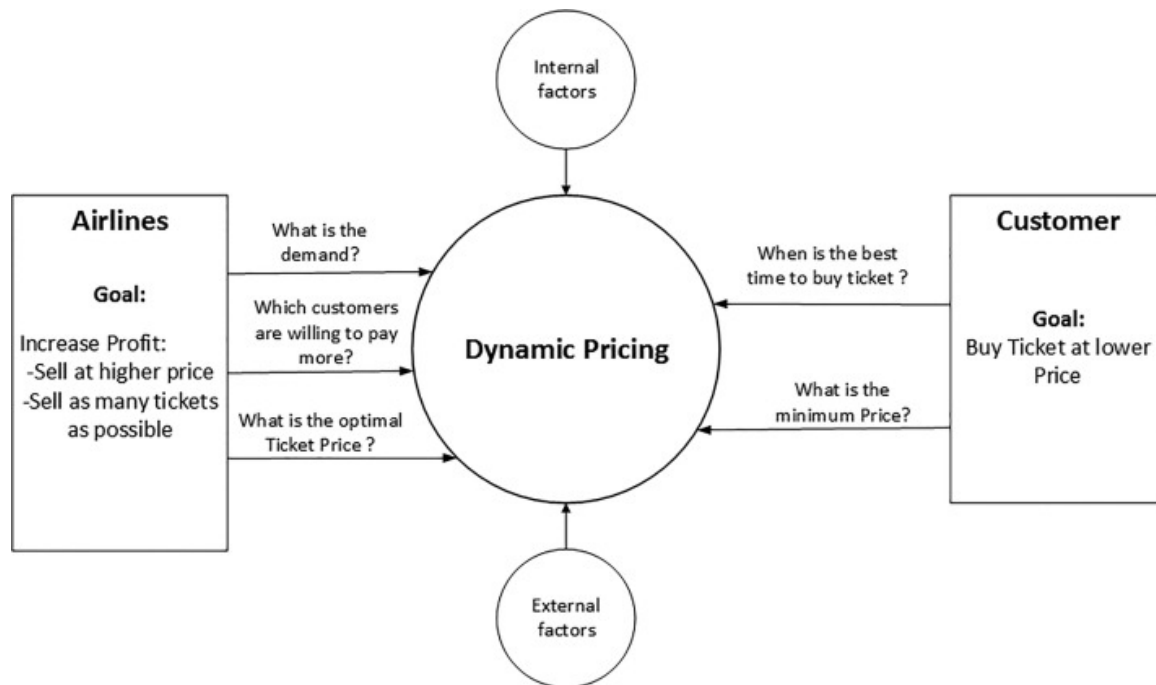 Internal
factors
Airlines
Goal:
Increase Profit:
-Sell at higher price
-Sell as many tickets
as possible
What is the
demand?
Which customers
are willing to pay
more?
What is the optimal
Ticket Price ?
Dynamic Pricing
When is the best
time to buy ticket ?
What is the
minimum Price?
Customer
Goal:
Buy Ticket at lower
Price
External
factors